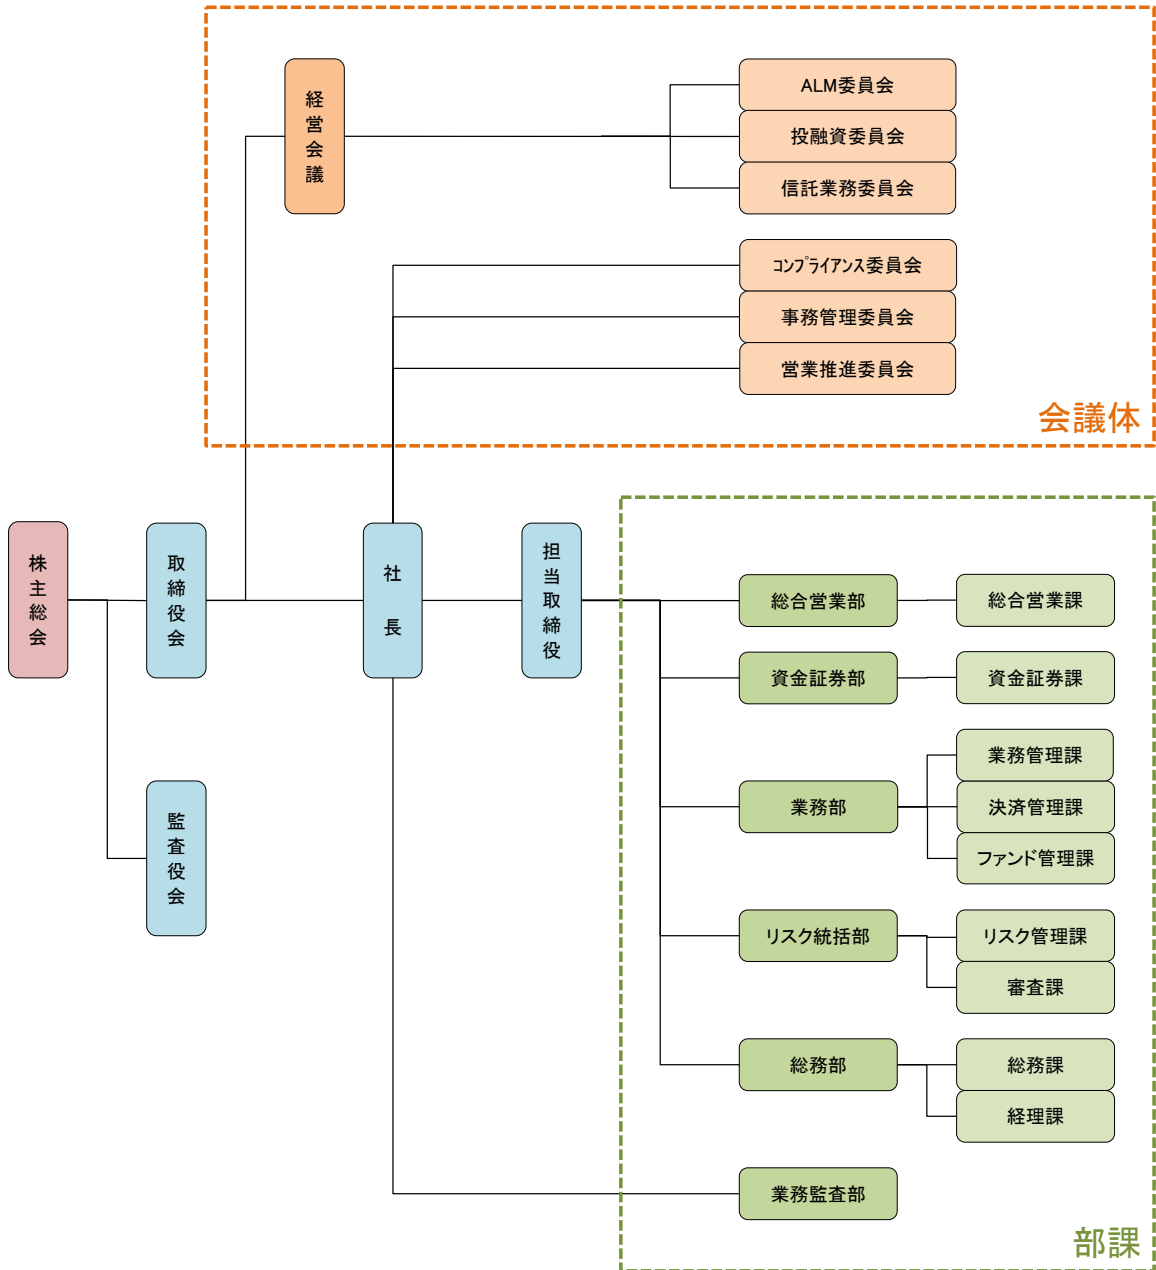 経営会議
ALM委員会
投融資委員会
信託業務委員会
コンプライアンス委員会
事務管理委員会
営業推進委員会
会議体
株主総会
取締役会
監査役会
社長
担当取締役
総合営業部
総合営業課
資金証券部
資金証券課
業務部
業務管理課
決済管理課
ファンド管理課
リスク統括部
リスク管理課
審査課
総務部
総務課
経理課
業務監査部
部課